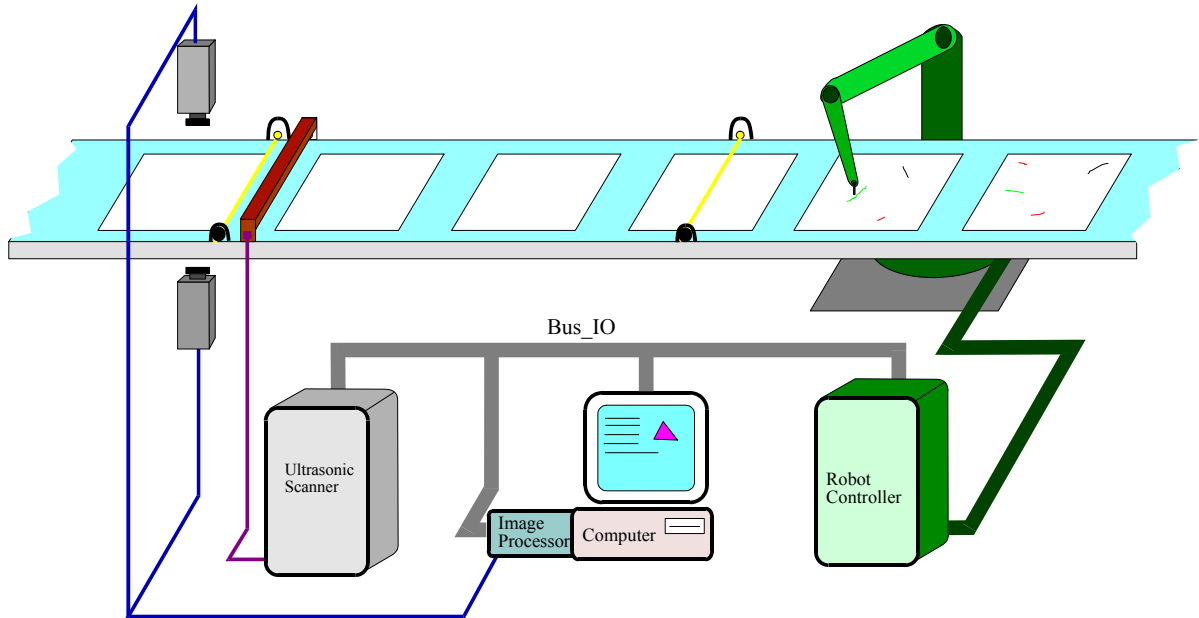 Bus_IO
Ultrasonic
Scanner
Image
Processor
Computer
Robot
Controller